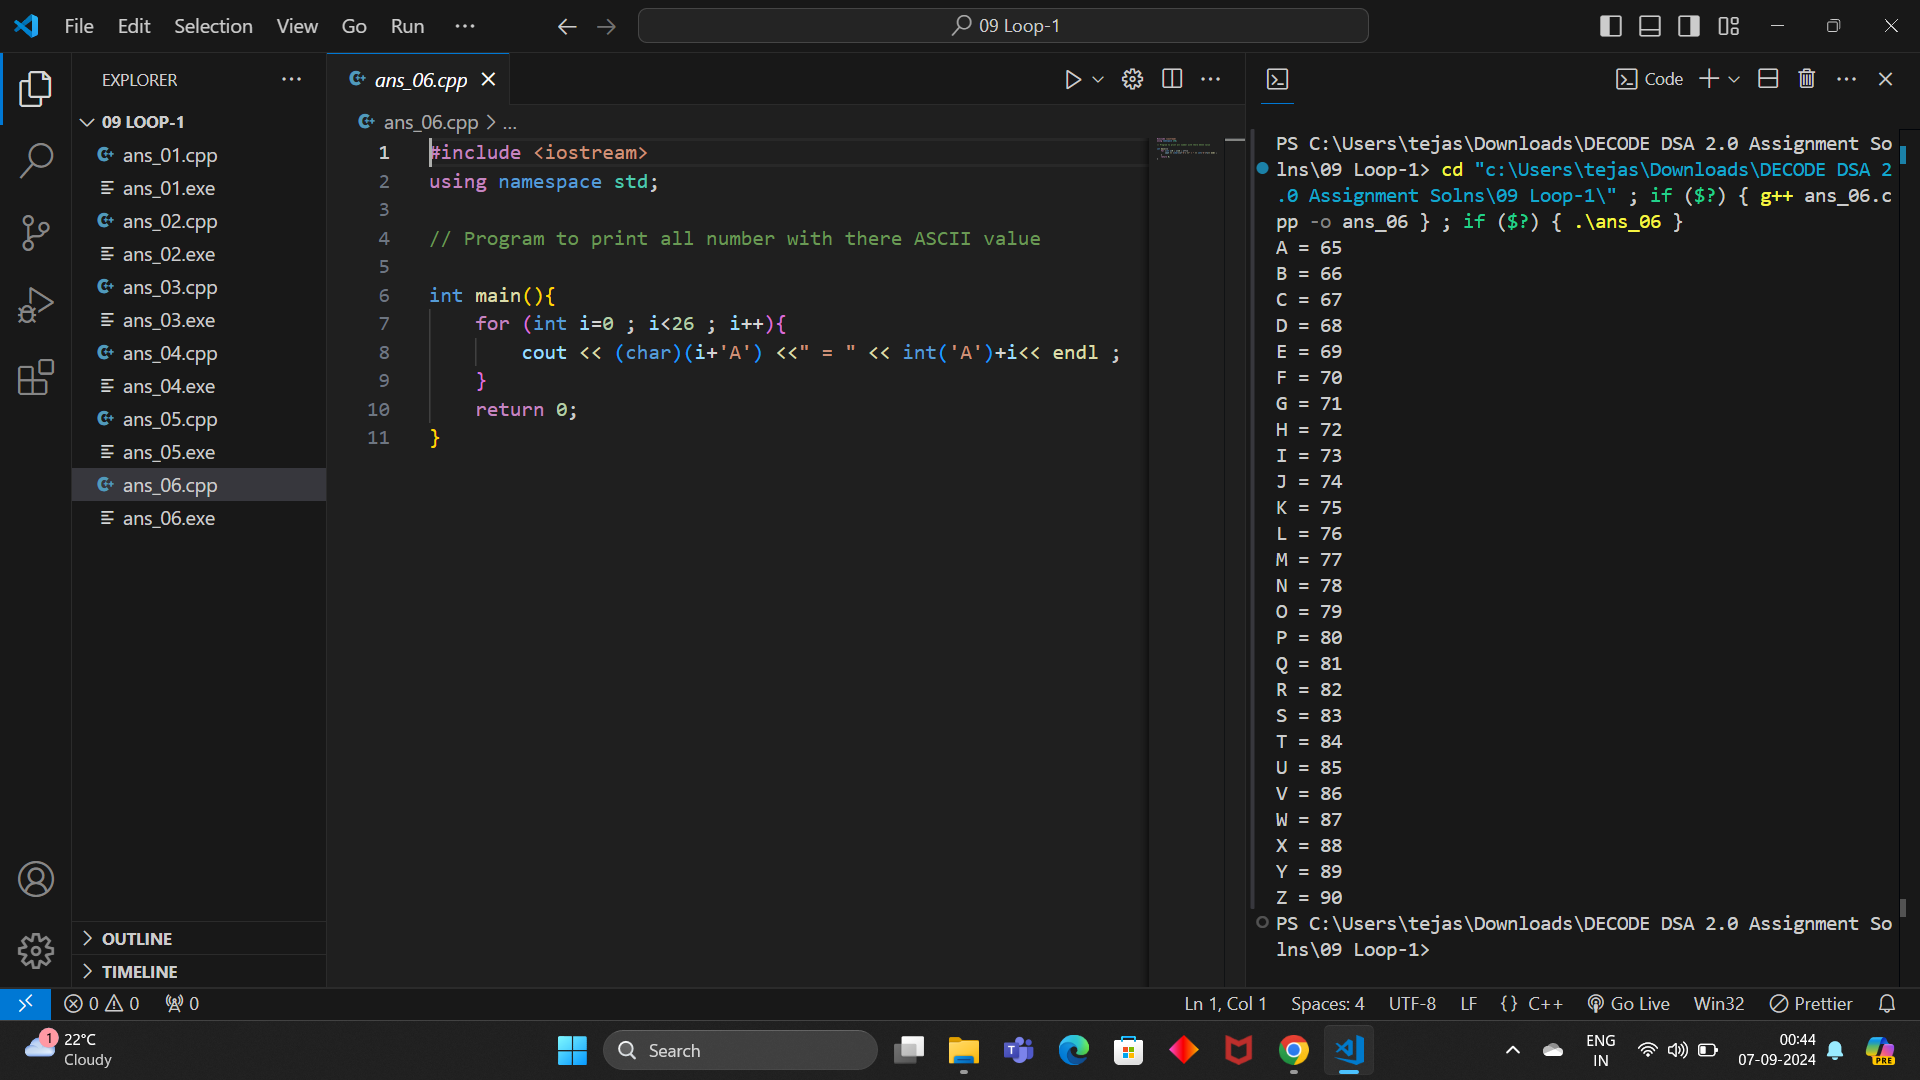 File Edit Selection View Go Run ...
09 Loop-1
EXPLORER
09 LOOP-1
ans_01.cpp
ans_01.exe
ans_02.cpp
ans_02.exe
ans_03.cpp
ans_03.exe
ans_04.cpp
ans_04.exe
ans_05.cpp
ans_05.exe
ans_06.cpp
ans_06.exe
OUTLINE
TIMELINE
ans_06.cpp
ans_06.cpp > ...
1 #include <iostream>
2 using namespace std;
3
4 // Program to print all number with there ASCII value
5
6 int main(){
7 for (int i=0 ; i<26 ; i++){
8 cout << (char)(i+'A') <<" = " << int('A')+i<< endl ;
9 }
10 return 0;
11 }
Code
PS C:\Users\tejas\Downloads\DECODE DSA 2.0 Assignment So
lns\09 Loop-1> cd "c:\Users\tejas\Downloads\DECODE DSA 2
.0 Assignment Solns\09 Loop-1\" ; if ($?) { g++ ans_06.c
pp -o ans_06 } ; if ($?) { .\ans_06 }
A = 65
B = 66
C = 67
D = 68
E = 69
F = 70
G = 71
H = 72
I = 73
J = 74
K = 75
L = 76
M = 77
N = 78
O = 79
P = 80
Q = 81
R = 82
S = 83
T = 84
U = 85
V = 86
W = 87
X = 88
Y = 89
Z = 90
PS C:\Users\tejas\Downloads\DECODE DSA 2.0 Assignment So
lns\09 Loop-1>
0 0 0
Ln 1, Col 1 Spaces: 4 UTF-8 LF {} C++ Go Live Win32 Prettier
1
22°C
Cloudy
Search
ENG
IN
00:44
07-09-2024
PRE